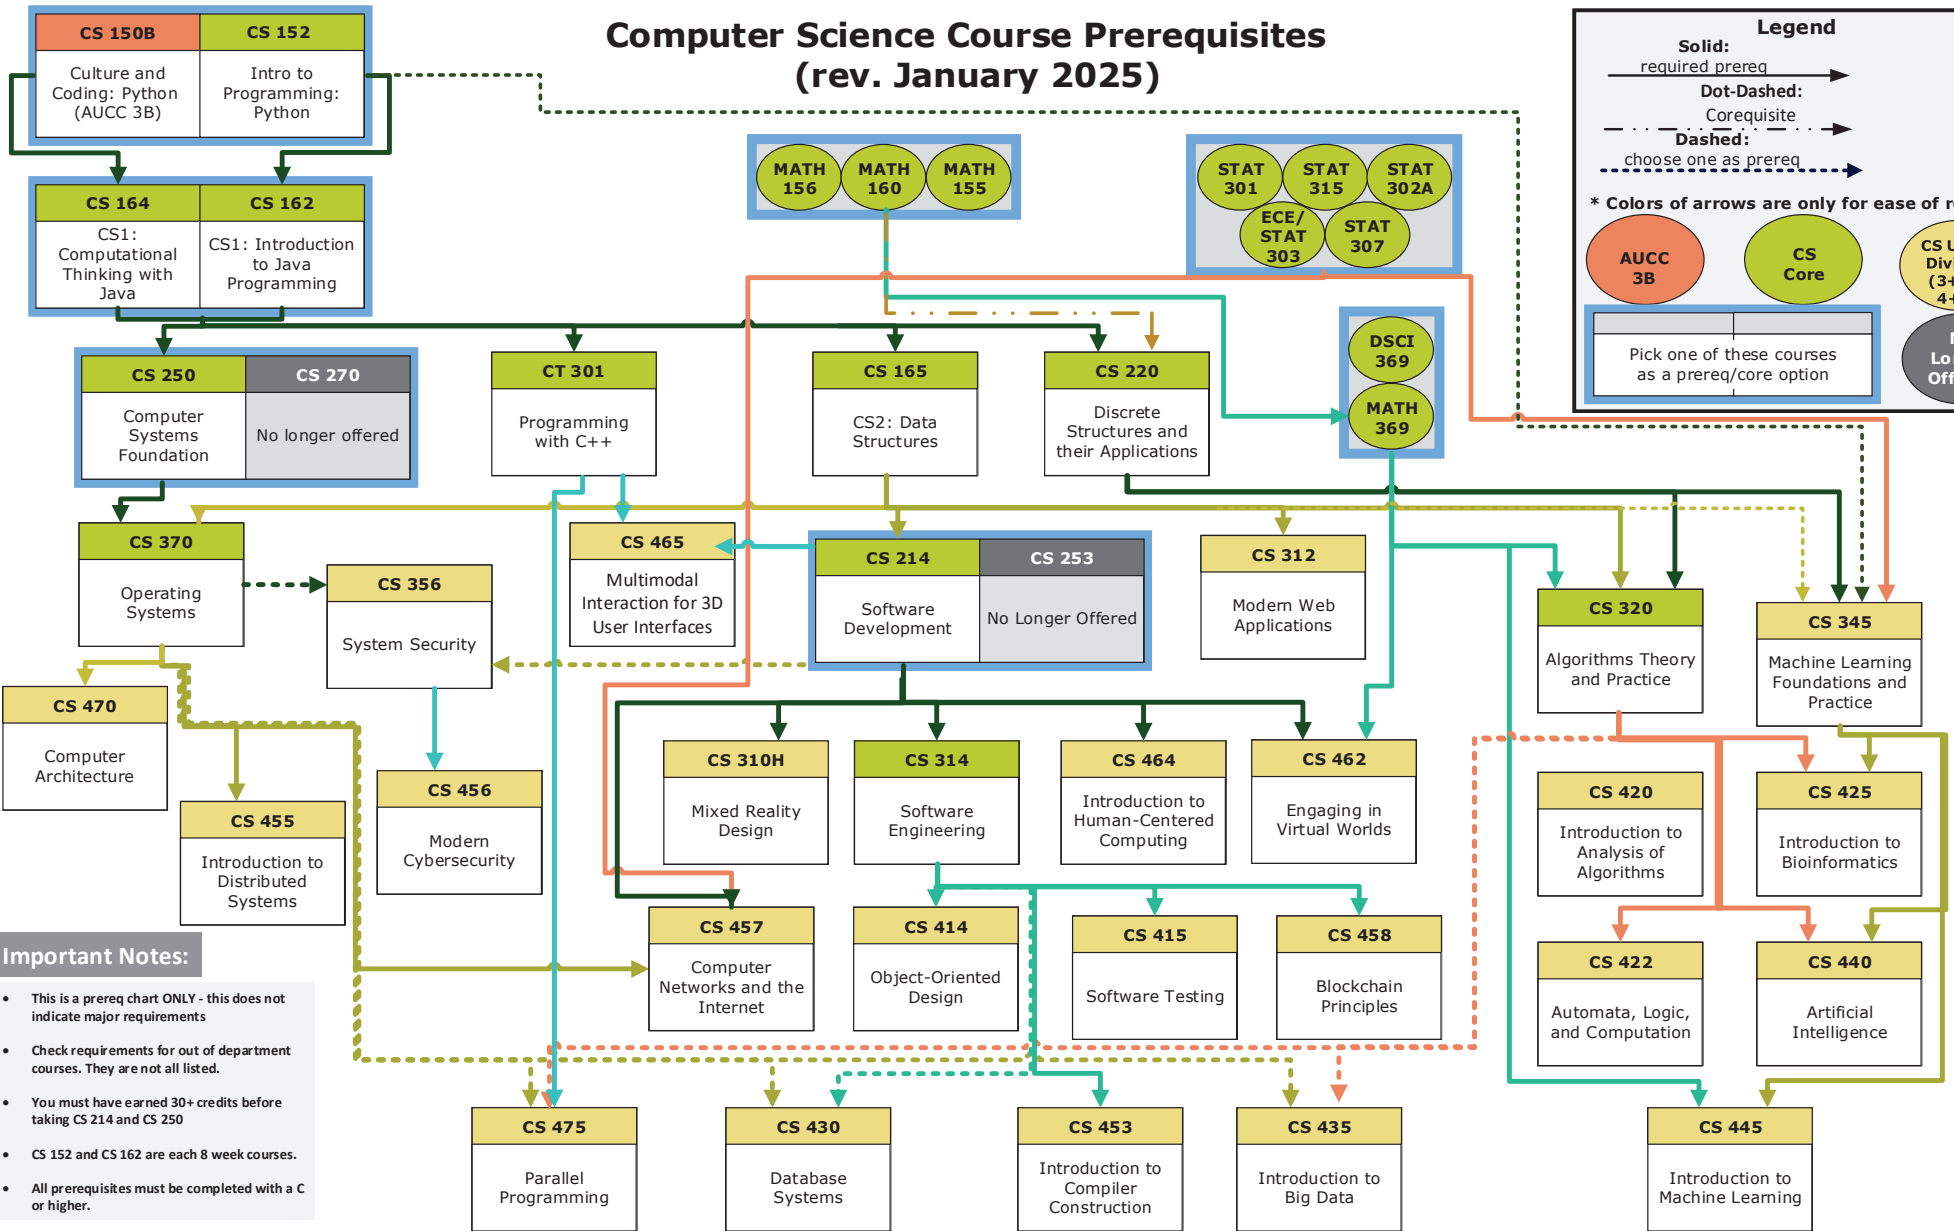 Computer Science Course Prerequisites
(rev. January 2025)
CS 150B
CS 152
Culture and
Coding: Python
(AUCC 3B)
Intro to
Programming:
Python
CS 164
CS 162
CS1:
Computational
Thinking with
Java
CS1: Introduction
to Java
Programming
MATH
156
MATH
160
MATH
155
STAT
301
STAT
315
STAT
302A
ECE/
STAT
303
STAT
307
Legend
Solid:
required prereq
Dot-Dashed:
Corequisite
Dashed:
choose one as prereq
* Colors of arrows are only for ease of
AUCC
3B
CS
Core
CS
(3+
4+
Pick one of these courses
as a prereq/core option
CS 250
CS 270
Computer
Systems
Foundation
No longer offered
CT 301
Programming
with C++
CS 165
CS2: Data
Structures
CS 220
Discrete
Structures and
their Applications
DSCI
369
MATH
369
CS 370
Operating
Systems
CS 356
System Security
CS 465
Multimodal
Interaction for 3D
User Interfaces
CS 214
CS 253
Software
Development
No Longer Offered
CS 312
Modern Web
Applications
CS 320
Algorithms Theory
and Practice
CS 345
Machine Learning
Foundations and
Practice
CS 470
Computer
Architecture
CS 455
Introduction to
Distributed
Systems
CS 456
Modern
Cybersecurity
CS 310H
Mixed Reality
Design
CS 314
Software
Engineering
CS 464
Introduction to
Human-Centered
Computing
CS 462
Engaging in
Virtual Worlds
CS 420
Introduction to
Analysis of
Algorithms
CS 425
Introduction to
Bioinformatics
CS 457
Computer
Networks and the
Internet
CS 414
Object-Oriented
Design
CS 415
Software Testing
CS 458
Blockchain
Principles
CS 422
Automata, Logic,
and Computation
CS 440
Artificial
Intelligence
Important Notes:
• This is a prereq chart ONLY - this does not
indicate major requirements
• Check requirements for out of department
courses. They are not all listed.
• You must have earned 30+ credits before
taking CS 214 and CS 250
• CS 152 and CS 162 are each 8 week courses.
• All prerequisites must be completed with a C
or higher.
CS 475
Parallel
Programming
CS 430
Database
Systems
CS 453
Introduction to
Compiler
Construction
CS 435
Introduction to
Big Data
CS 445
Introduction to
Machine Learning